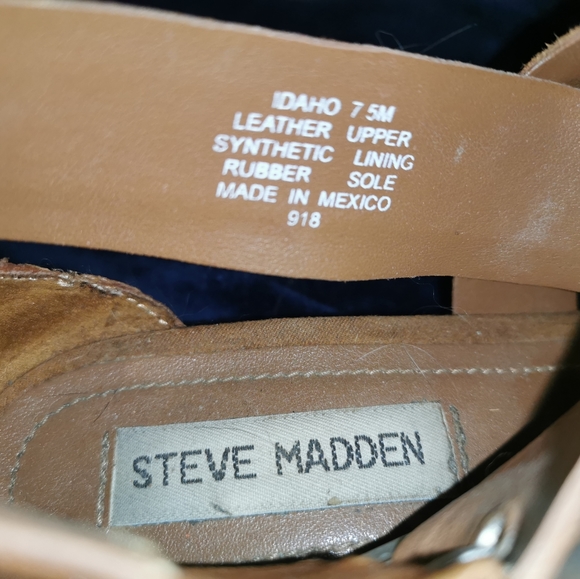 IDAHO 7 5M
LEATHER UPPER
SYNTHETIC LINING
RUBBER SOLE
MADE IN MEXICO
918
STEVE MADDEN